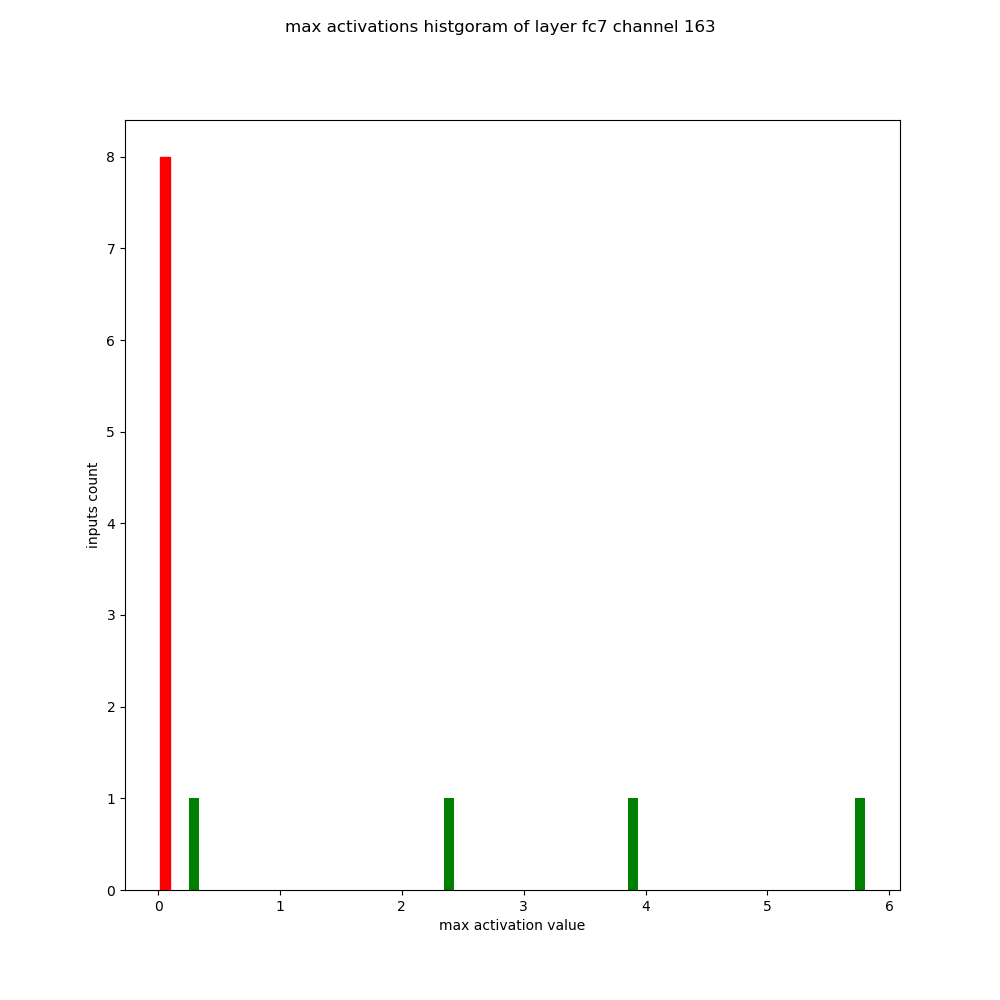 max activations histgoram of layer fc7 channel 163
8
7
6
5
4
3
2
1
0
inputs count
0 1 2 3 4 5 6
max activation value